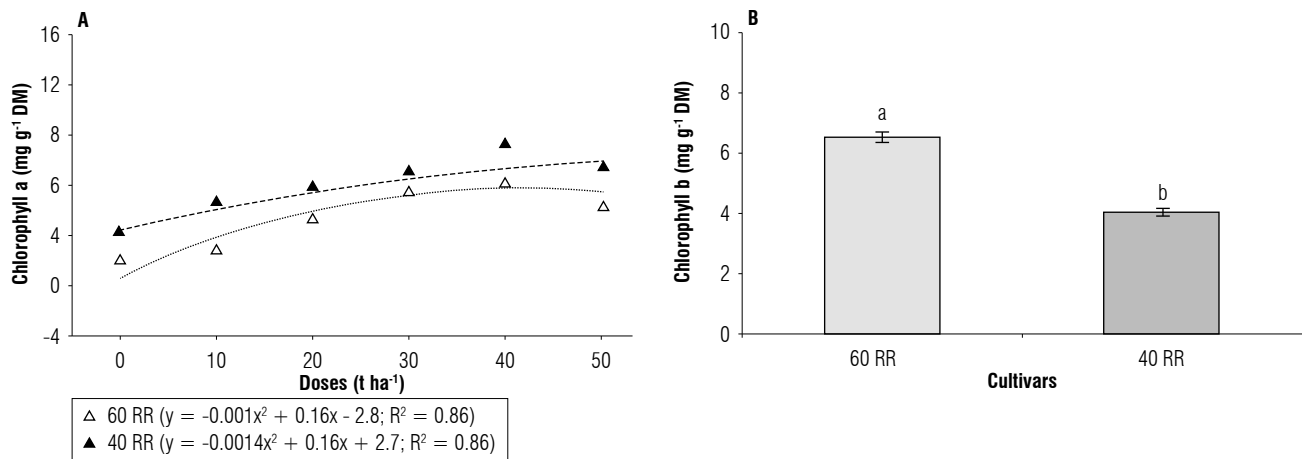 A
Chlorophyll a (mg g⁻¹ DM)
16
12
8
4
0
-4
0 10 20 30 40 50
Doses (t ha⁻¹)
60 RR (y = -0.001x² + 0.16x - 2.8; R² = 0.86)
40 RR (y = -0.0014x² + 0.16x + 2.7; R² = 0.86)
B
Chlorophyll b (mg g⁻¹ DM)
10
8
6
4
2
0
a
b
60 RR 40 RR
Cultivars